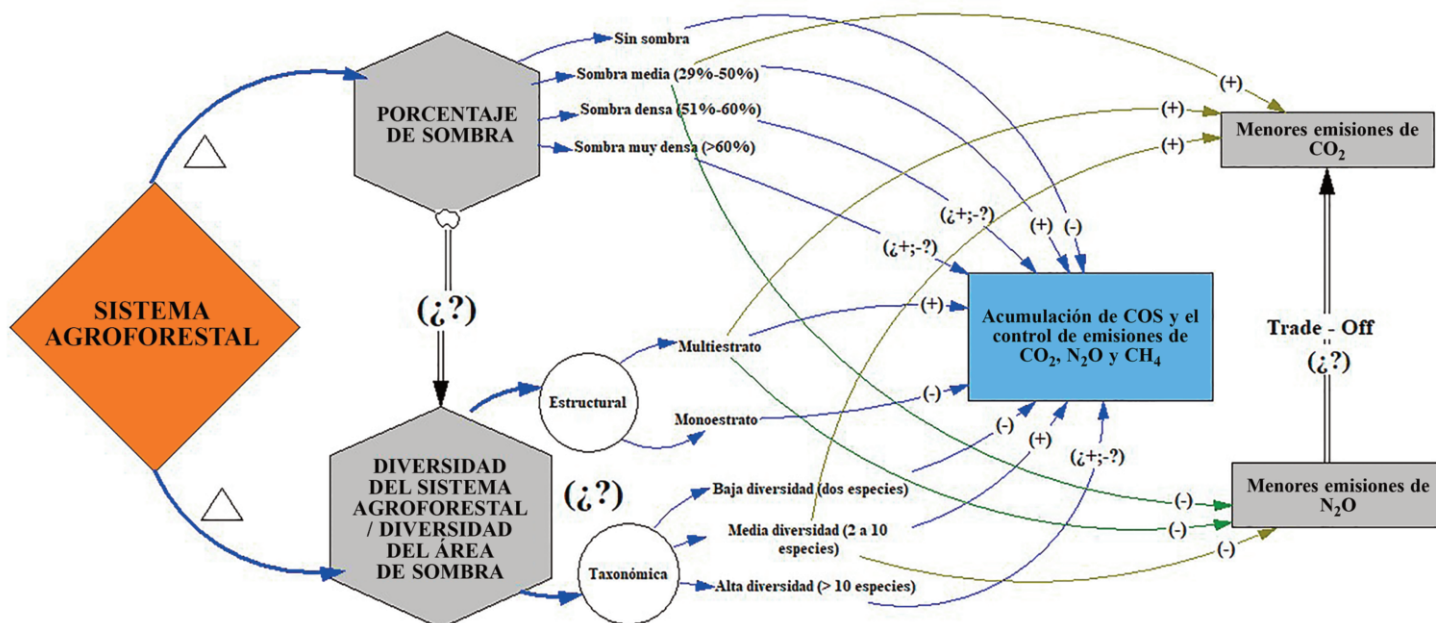 Sin sombra
Sombra media (29%-50%)
Sombra densa (51%-60%)
Sombra muy densa (>60%)
PORCENTAJE
DE SOMBRA
(+)
(+)
(+)
Menores emisiones de
CO₂
(¿+;-?)
(¿+;-?)
(+)
(-)
SISTEMA
AGROFORESTAL
(¿?)
Acumulación de COS y el
control de emisiones de
CO₂, N₂O y CH₄
Trade - Off
(¿?)
(+)
Multiestrato
Estructural
Monoestrato
(-)
(-)
(+)
(¿+;-?)
DIVERSIDAD
DEL SISTEMA
AGROFORESTAL
/ DIVERSIDAD
DEL ÁREA
DE SOMBRA
(¿?)
Baja diversidad (dos especies)
Media diversidad (2 a 10
especies)
Taxonómica
Alta diversidad (> 10 especies)
(-)
(-)
(-)
Menores emisiones de
N₂O